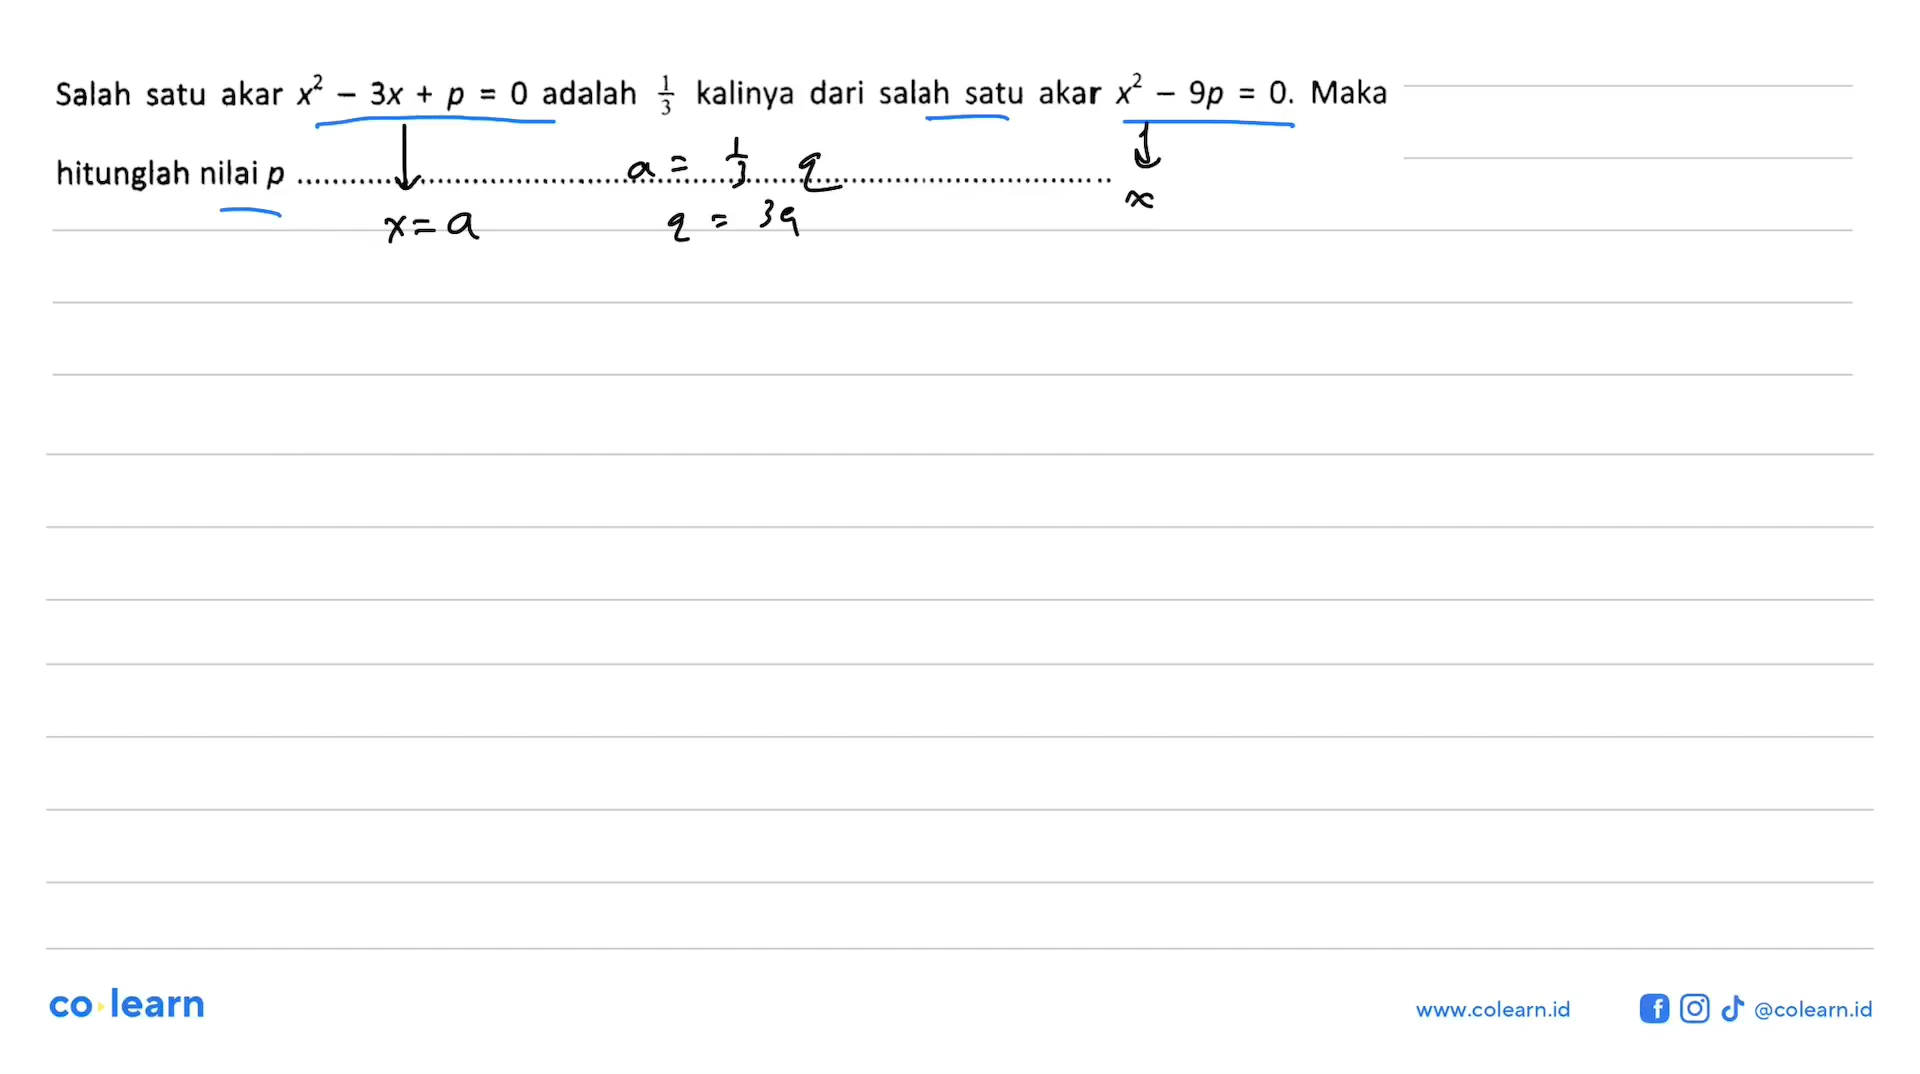 Salah satu akar x² − 3x + p = 0 adalah 1/3 kalinya dari salah satu akar x² − 9p = 0. Maka
hitunglah nilai p ................................................................
a = 1/3 q
x
x = a
q = 3a
co learn
www.colearn.id
@colearn.id